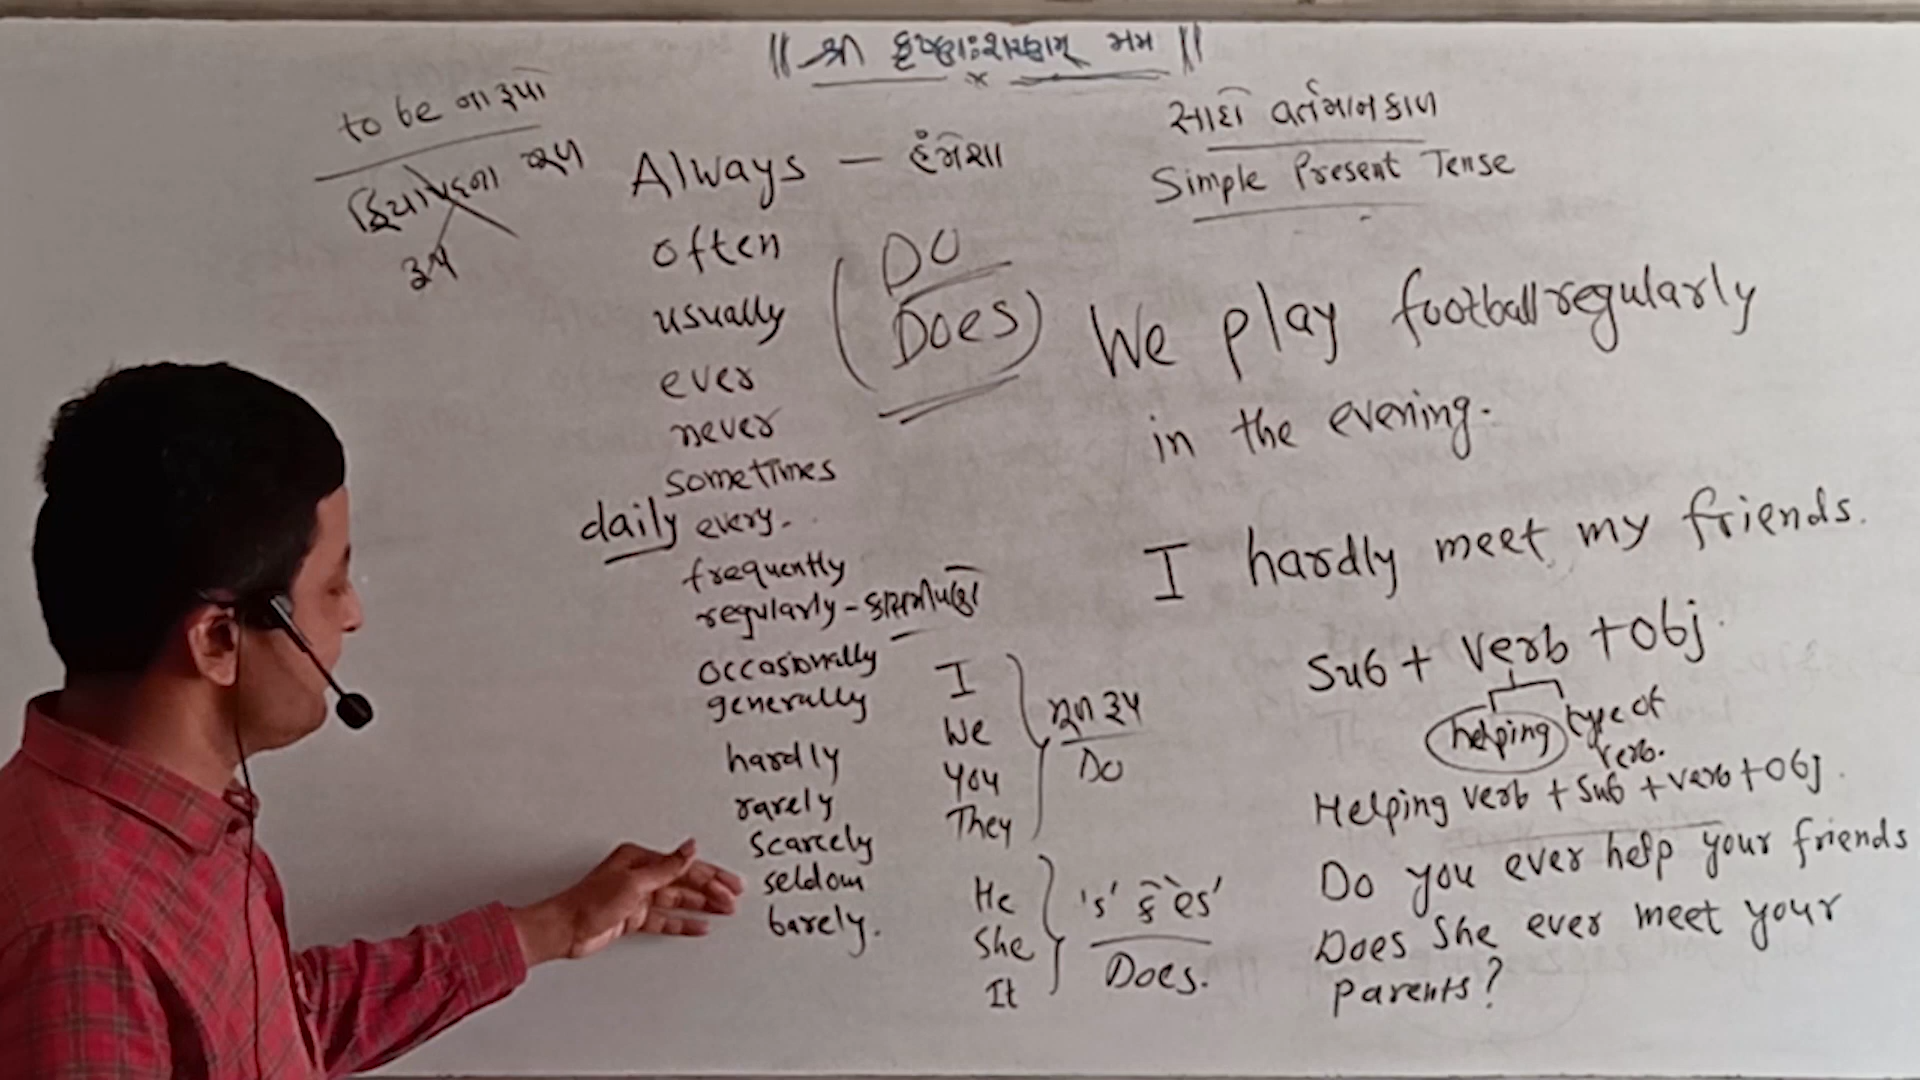 || શ્રી કૃષ્ણઃશરણમ્ મમ ||
to be ના રૂપો
ક્રિયાપદના મૂળ
રૂપ
Always – હંમેશા
often
usually
ever
never
sometimes
daily every.
frequently
regularly – કાયમીપણે
occasionally
generally
hardly
rarely
scarcely
seldom
barely.
(DO
Does)
I
We
You
They
મૂળ રૂપ
Do
He
She
It
's' કે 'es'
Does.
સાદો વર્તમાનકાળ
Simple Present Tense
We play football regularly
in the evening.
I hardly meet my friends.
Sub + verb + obj.
helping type of
verb.
Helping verb + Sub + verb + obj.
Do you ever help your friends
Does She ever meet your
Parents?